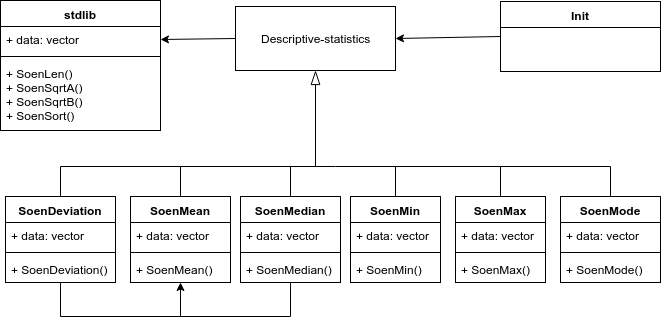 stdlib
+ data: vector
+ SoenLen()
+ SoenSqrtA()
+ SoenSqrtB()
+ SoenSort()
Descriptive-statistics
Init
SoenDeviation
+ data: vector
+ SoenDeviation()
SoenMean
+ data: vector
+ SoenMean()
SoenMedian
+ data: vector
+ SoenMedian()
SoenMin
+ data: vector
+ SoenMin()
SoenMax
+ data: vector
+ SoenMax()
SoenMode
+ data: vector
+ SoenMode()